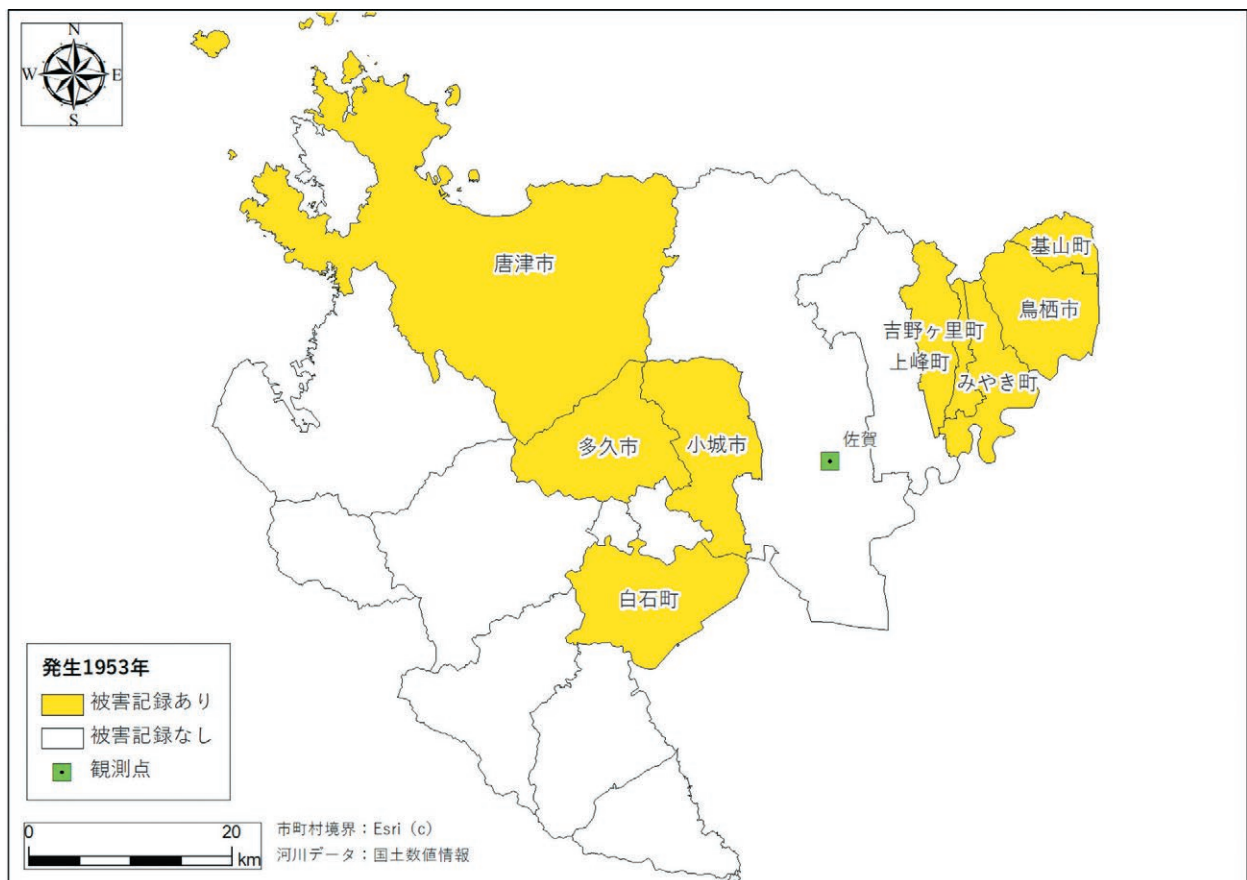 N
W E
S
唐津市
基山町
鳥栖市
吉野ヶ里町
上峰町
みやき町
多久市
小城市
佐賀
白石町
発生1953年
被害記録あり
被害記録なし
観測点
0 20
km
市町村境界：Esri（c）
河川データ：国土数値情報